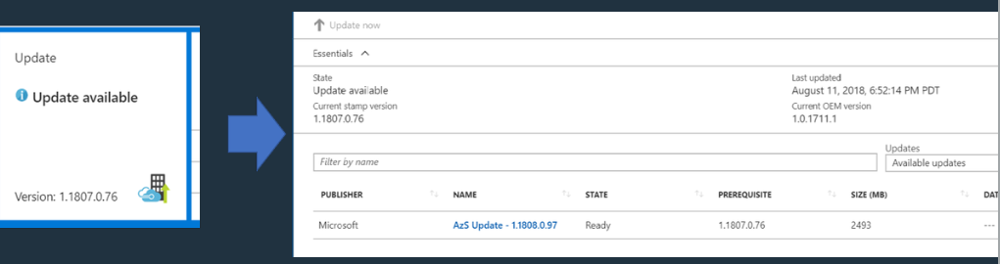 Update
Update available
Version: 1.1807.0.76
Update now
Essentials
State
Update available
Current stamp version
1.1807.0.76
Last updated
August 11, 2018, 6:52:14 PM PDT
Current OEM version
1.0.1711.1
Updates
Filter by name
Available updates
PUBLISHER NAME STATE PREREQUISITE SIZE (MB) DAT
Microsoft AzS Update - 1.1808.0.97 Ready 1.1807.0.76 2493 ---